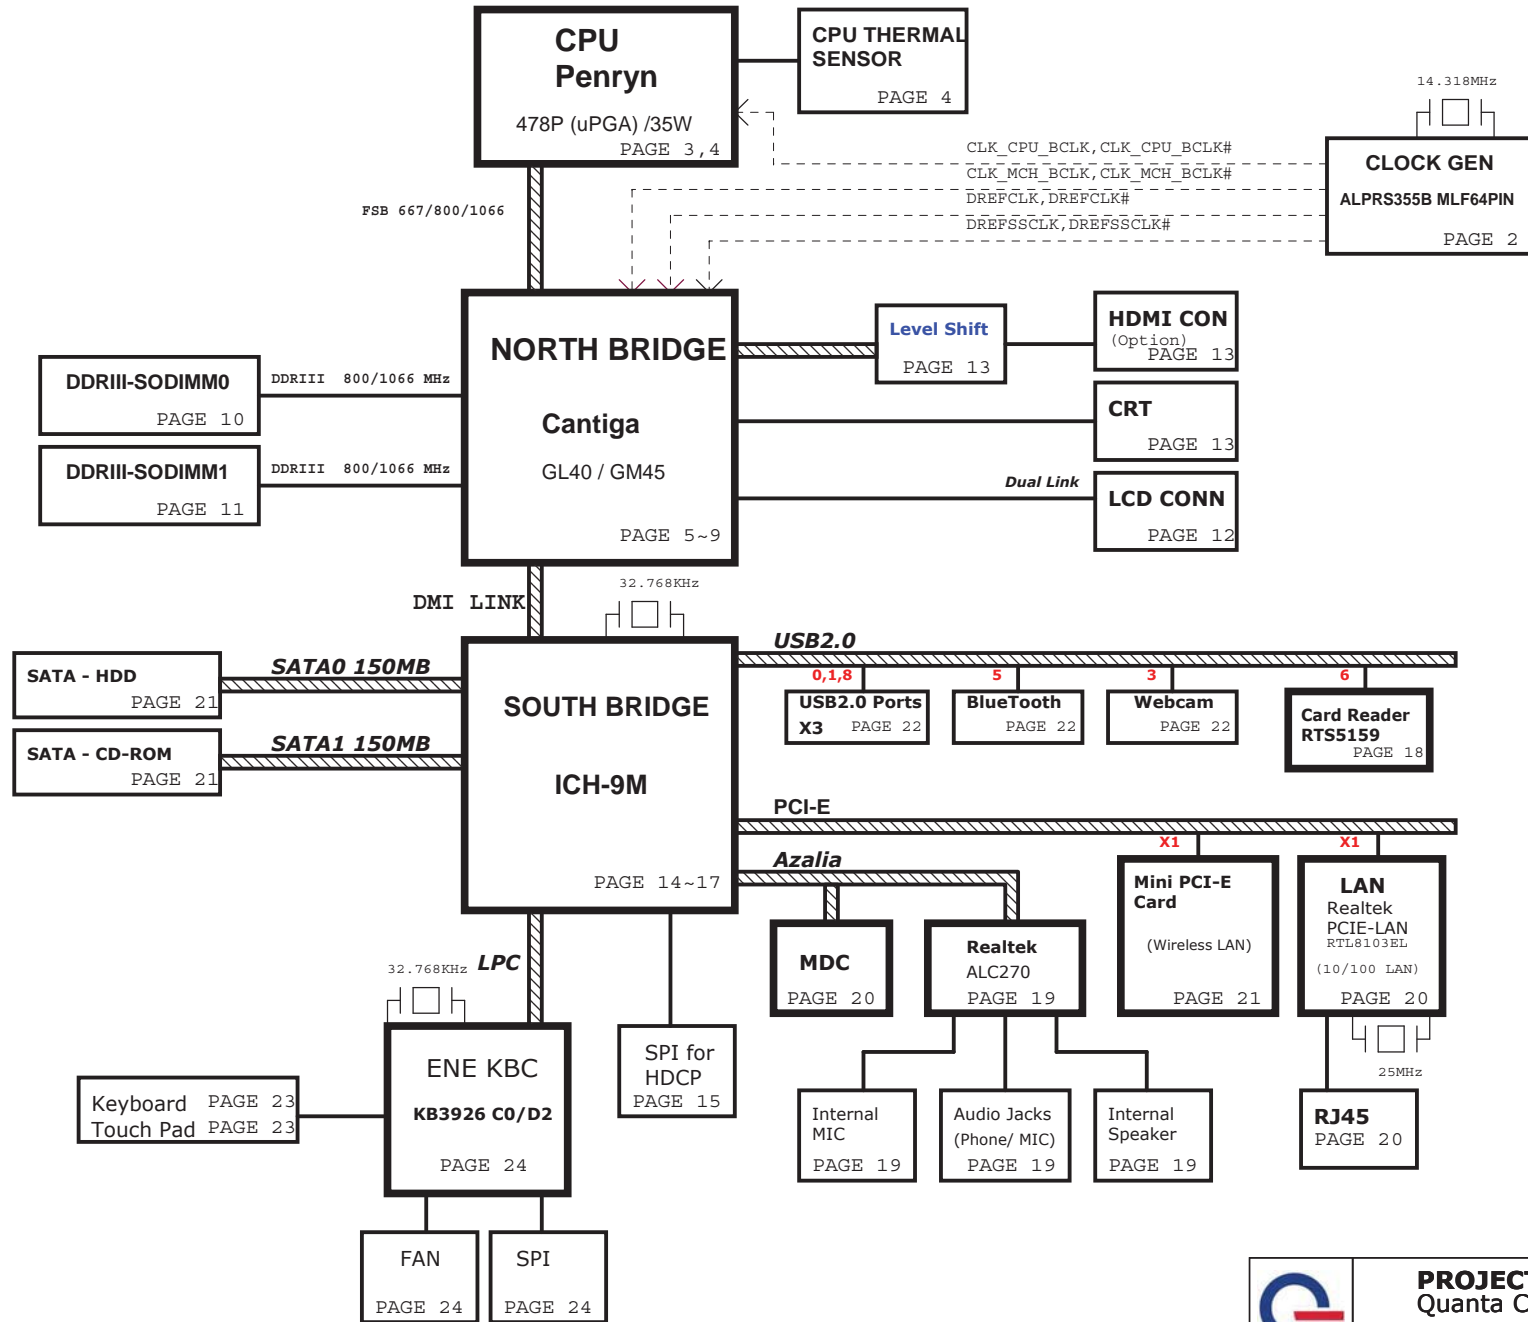 CPU
Penryn
478P (uPGA) /35W
PAGE 3,4
CPU THERMAL
SENSOR
PAGE 4
14.318MHz
CLOCK GEN
ALPRS355B MLF64PIN
PAGE 2
CLK_CPU_BCLK,CLK_CPU_BCLK#
CLK_MCH_BCLK,CLK_MCH_BCLK#
DREFCLK,DREFCLK#
DREFSSCLK,DREFSSCLK#
FSB 667/800/1066
NORTH BRIDGE
Cantiga
GL40 / GM45
PAGE 5~9
DDRIII-SODIMM0
PAGE 10
DDRIII 800/1066 MHz
DDRIII-SODIMM1
PAGE 11
DDRIII 800/1066 MHz
Level Shift
PAGE 13
HDMI CON
(Option)
PAGE 13
CRT
PAGE 13
Dual Link
LCD CONN
PAGE 12
DMI LINK
32.768KHz
SOUTH BRIDGE
ICH-9M
PAGE 14~17
SATA - HDD
PAGE 21
SATA0 150MB
SATA - CD-ROM
PAGE 21
SATA1 150MB
USB2.0
0,1,8
5
3
6
USB2.0 Ports
X3 PAGE 22
BlueTooth
PAGE 22
Webcam
PAGE 22
Card Reader
RTS5159
PAGE 18
PCI-E
X1
X1
Mini PCI-E
Card
(Wireless LAN)
PAGE 21
LAN
Realtek
PCIE-LAN
RTL8103EL
(10/100 LAN)
PAGE 20
25MHz
RJ45
PAGE 20
Azalia
MDC
PAGE 20
Realtek
ALC270
PAGE 19
Internal
MIC
PAGE 19
Audio Jacks
(Phone/ MIC)
PAGE 19
Internal
Speaker
PAGE 19
LPC
32.768KHz
ENE KBC
KB3926 C0/D2
PAGE 24
SPI for
HDCP
PAGE 15
Keyboard PAGE 23
Touch Pad PAGE 23
FAN
PAGE 24
SPI
PAGE 24
PROJECT
Quanta C